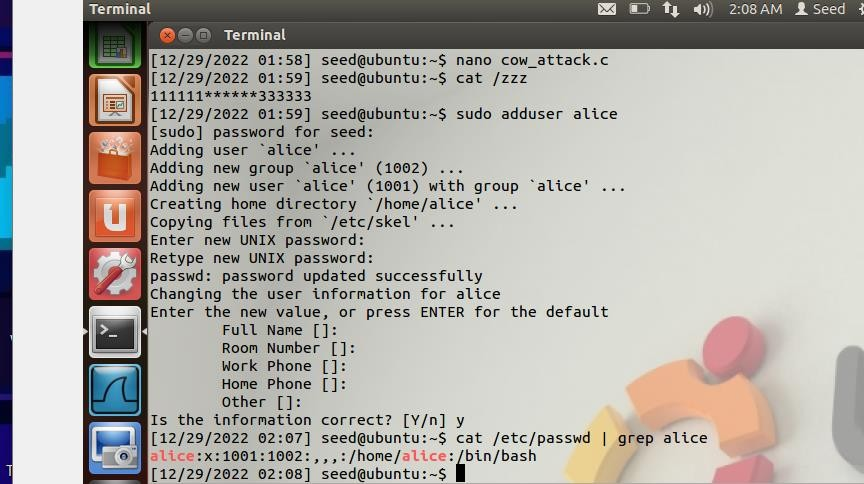 Terminal
2:08 AM
Seed
Terminal
[12/29/2022 01:58] seed@ubuntu:~$ nano cow_attack.c
[12/29/2022 01:59] seed@ubuntu:~$ cat /zzz
111111******333333
[12/29/2022 01:59] seed@ubuntu:~$ sudo adduser alice
[sudo] password for seed:
Adding user `alice' ...
Adding new group `alice' (1002) ...
Adding new user `alice' (1001) with group `alice' ...
Creating home directory `/home/alice' ...
Copying files from `/etc/skel' ...
Enter new UNIX password:
Retype new UNIX password:
passwd: password updated successfully
Changing the user information for alice
Enter the new value, or press ENTER for the default
Full Name []:
Room Number []:
Work Phone []:
Home Phone []:
Other []:
Is the information correct? [Y/n] y
[12/29/2022 02:07] seed@ubuntu:~$ cat /etc/passwd | grep alice
alice:x:1001:1002:,,,:/home/alice:/bin/bash
[12/29/2022 02:08] seed@ubuntu:~$